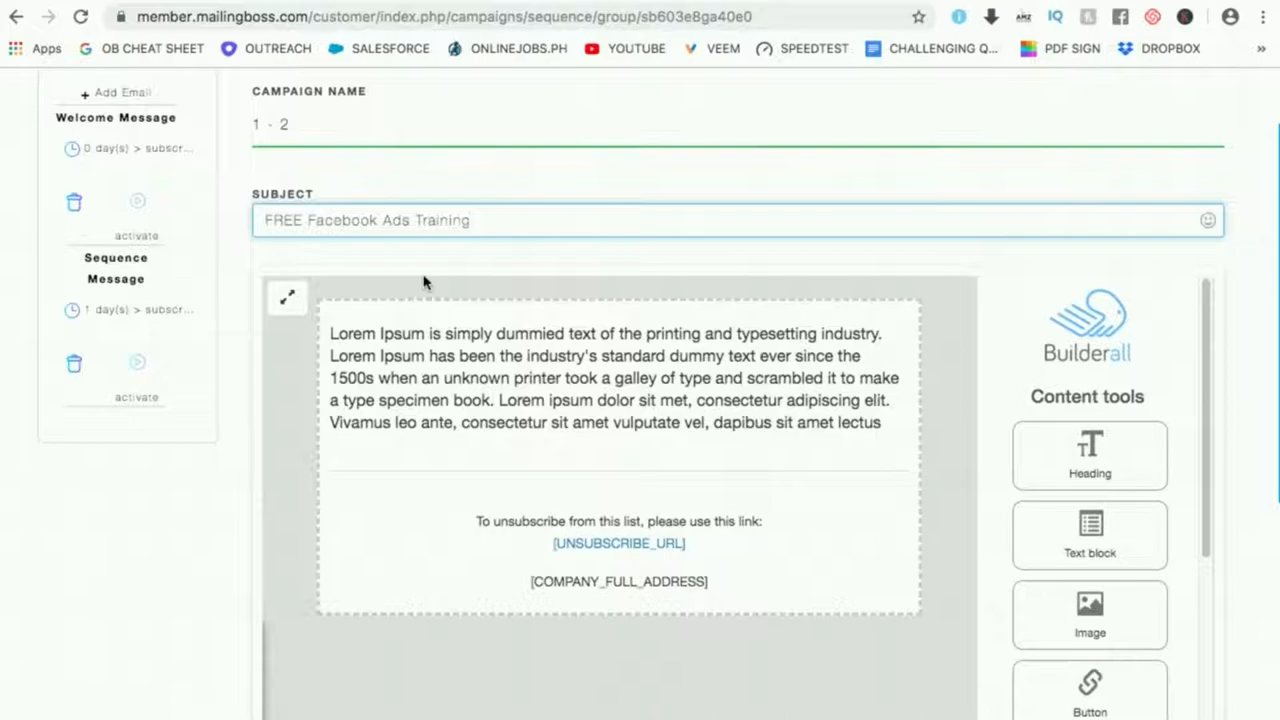 member.mailingboss.com/customer/index.php/campaigns/sequence/group/sb603e8ga40e0
Apps OB CHEAT SHEET OUTREACH SALESFORCE ONLINEJOBS.PH YOUTUBE VEEM SPEEDTEST CHALLENGING Q... PDF SIGN DROPBOX »
+ Add Email
Welcome Message
0 day(s) > subscr...
activate
Sequence
Message
1 day(s) > subscr...
activate
CAMPAIGN NAME
1 - 2
SUBJECT
FREE Facebook Ads Training
Lorem Ipsum is simply dummied text of the printing and typesetting industry.
Lorem Ipsum has been the industry's standard dummy text ever since the
1500s when an unknown printer took a galley of type and scrambled it to make
a type specimen book. Lorem ipsum dolor sit met, consectetur adipiscing elit.
Vivamus leo ante, consectetur sit amet vulputate vel, dapibus sit amet lectus
To unsubscribe from this list, please use this link:
[UNSUBSCRIBE_URL]
[COMPANY_FULL_ADDRESS]
Builderall
Content tools
Heading
Text block
Image
Button